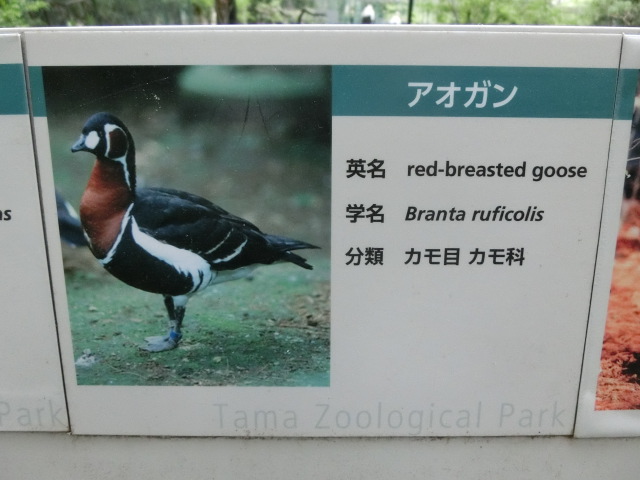 アオガン
英名 red-breasted goose
学名 Branta ruficolis
分類 カモ目 カモ科
Tama Zoological Park
Park